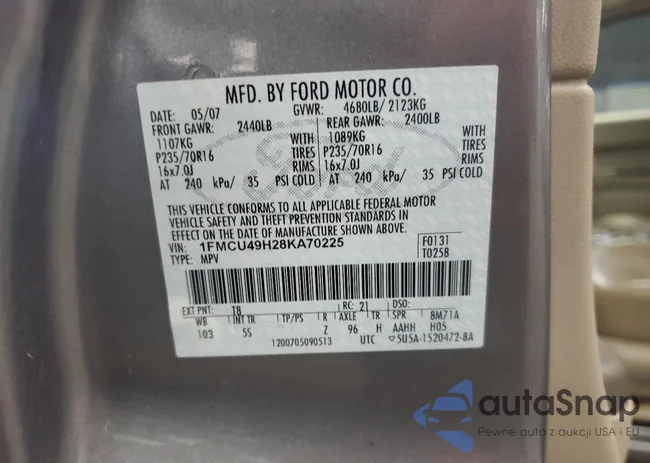 MFD. BY FORD MOTOR CO.
DATE: 05/07 GVWR: 4680LB/ 2123KG
FRONT GAWR: 2440LB REAR GAWR: 2400LB
1107KG WITH 1089KG WITH
P235/70R16 TIRES P235/70R16 TIRES
16x7.0J RIMS 16x7.0J RIMS
AT 240 kPa/ 35 PSI COLD AT 240 kPa/ 35 PSI COLD
THIS VEHICLE CONFORMS TO ALL APPLICABLE FEDERAL MOTOR
VEHICLE SAFETY AND THEFT PREVENTION STANDARDS IN
EFFECT ON THE DATE OF MANUFACTURE SHOWN ABOVE.
VIN: 1FMCU49H28KA70225 F0131
TYPE: MPV T0258
EXT PNT: T8 RC: 21 DSO:
WB INT TR TP/PS R AXLE TR SPR 8M71A
103 5S Z 96 H AAHH H05
1200705090513 UTC ▽5U5A-1520472-BA
Ford
autoSnap
Pewne auto z aukcji USA i EU